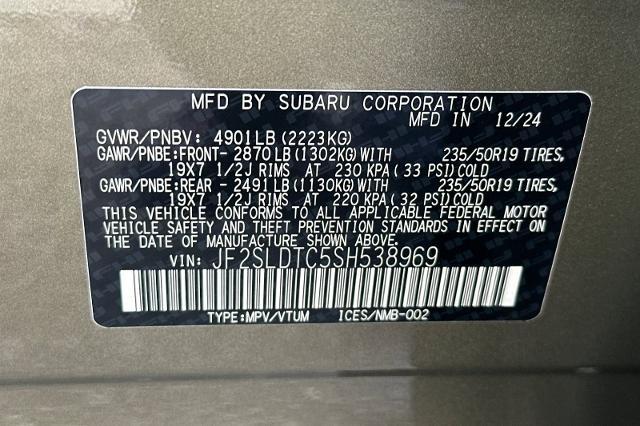 MFD BY SUBARU CORPORATION
MFD IN 12/24
GVWR/PNBV: 4901LB (2223KG)
GAWR/PNBE:FRONT- 2870LB (1302KG)WITH 235/50R19 TIRES,
19X7 1/2J RIMS AT 230 KPA ( 33 PSI)COLD
GAWR/PNBE:REAR - 2491LB (1130KG)WITH 235/50R19 TIRES,
19X7 1/2J RIMS AT 220 KPA ( 32 PSI)COLD
THIS VEHICLE CONFORMS TO ALL APPLICABLE FEDERAL MOTOR
VEHICLE SAFETY AND THEFT PREVENTION STANDARDS IN EFFECT ON
THE DATE OF MANUFACTURE SHOWN ABOVE.
VIN: JF2SLDTC5SH538969
TYPE:MPV/VTUM ICES/NMB-002